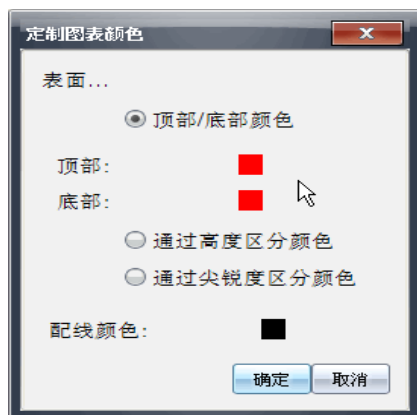 定制图表颜色
表面...
顶部/底部颜色
顶部:
底部:
通过高度区分颜色
通过尖锐度区分颜色
配线颜色:
确定 取消